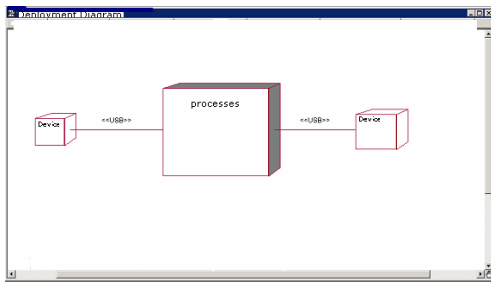 Deployment Diagram
processes
Device
<<USB>>
<<USB>>
Device